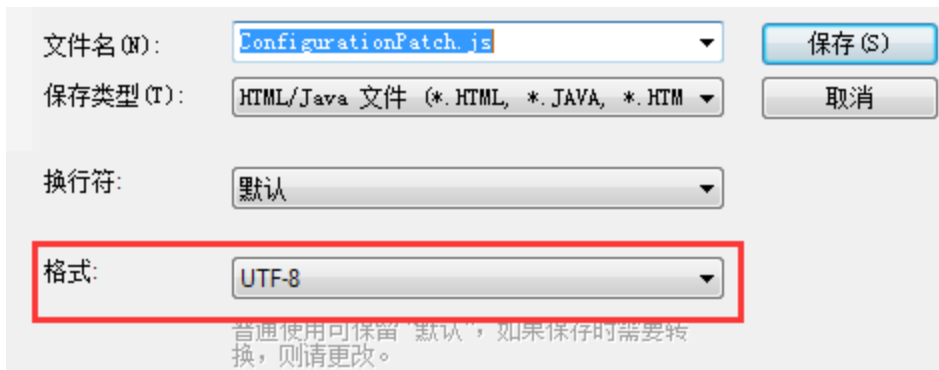 文件名(N): ConfigurationPatch.js 保存(S)
保存类型(T): HTML/Java 文件 (*.HTML, *.JAVA, *.HTM 取消
换行符: 默认
格式: UTF-8
普通使用可保留“默认”，如果保存时需要转
换，则请更改。